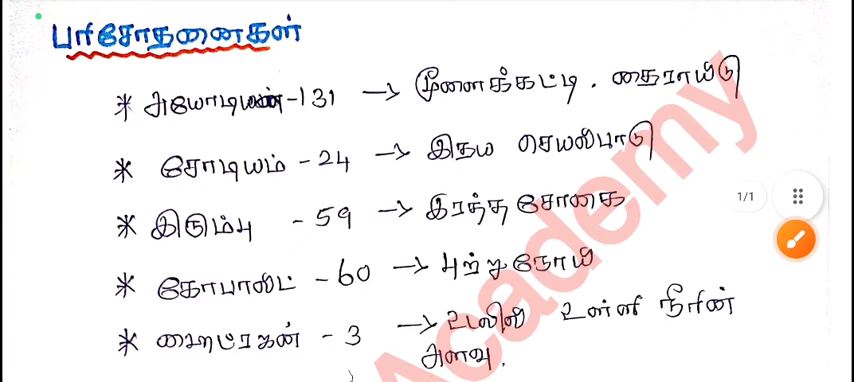 பரிசோதனைகள்
* அயோடின்-131 → மூளைக்கட்டி . தைராய்டு
* சோடியம் - 24 → இதய செயல்பாடு
* இரும்பு - 59 → இரத்த சோகை
1/1
* கோபால்ட் - 60 → புற்றுநோய்
* ஹைட்ரஜன் - 3 → உடலில் உள்ள நீரின்
அளவு.
Academy